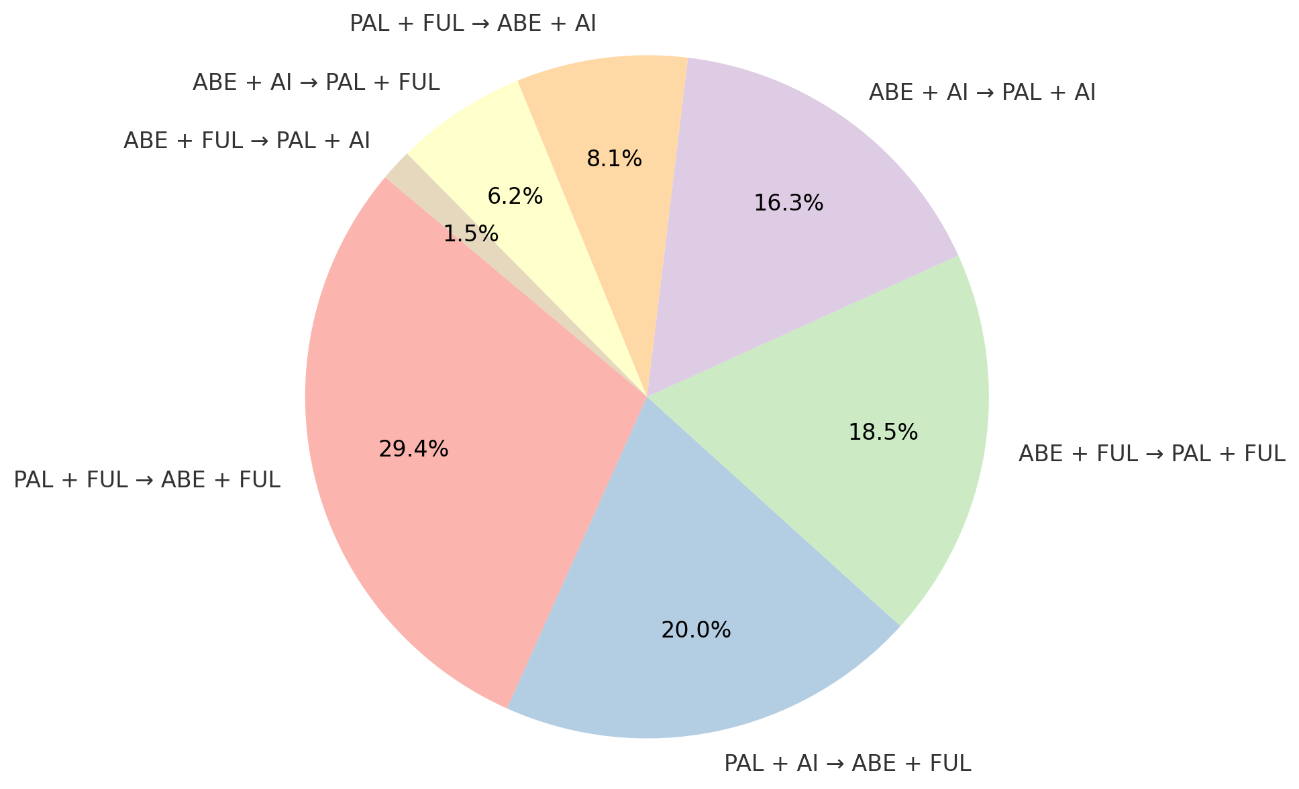 PAL + FUL → ABE + AI
ABE + AI → PAL + FUL
ABE + AI → PAL + AI
ABE + FUL → PAL + AI
8.1%
6.2%
16.3%
1.5%
29.4%
18.5%
PAL + FUL → ABE + FUL
ABE + FUL → PAL + FUL
20.0%
PAL + AI → ABE + FUL